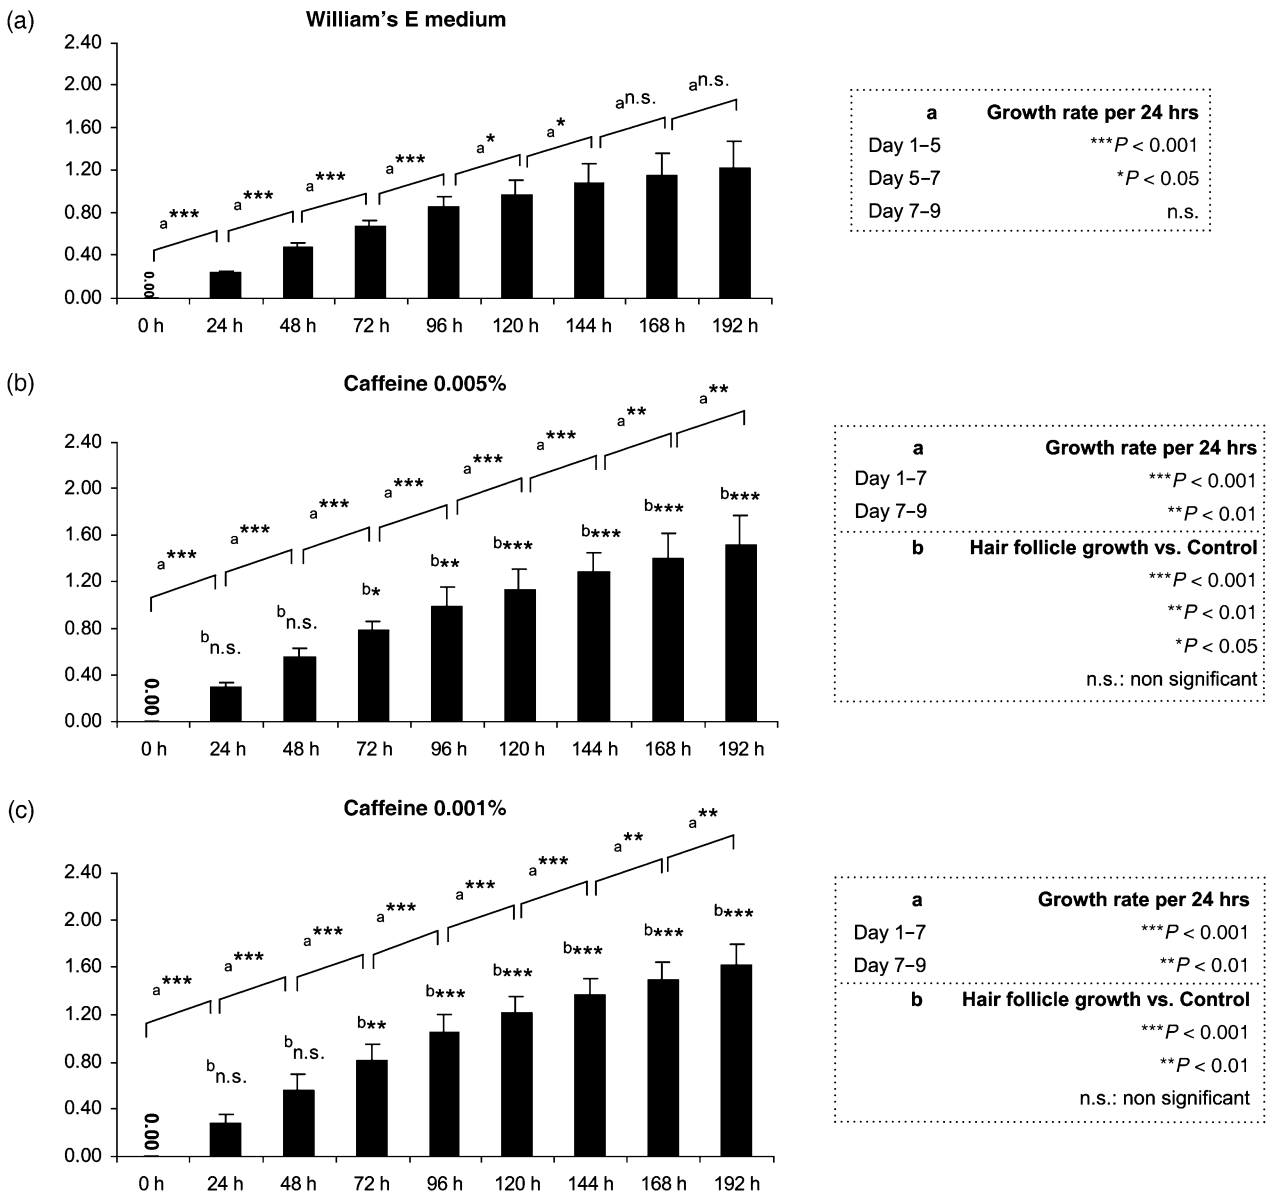 (a)
William's E medium
2.40
2.00
1.60
1.20
0.80
0.40
0.00
a***
a***
a***
a***
a*
a*
an.s.
an.s.
0.00
0 h 24 h 48 h 72 h 96 h 120 h 144 h 168 h 192 h
a Growth rate per 24 hrs
Day 1–5 ***P < 0.001
Day 5–7 *P < 0.05
Day 7–9 n.s.
(b)
Caffeine 0.005%
2.40
2.00
1.60
1.20
0.80
0.40
0.00
a***
a***
a***
a***
a***
a***
a**
a**
0.00
bn.s.
bn.s.
b*
b**
b***
b***
b***
b***
0 h 24 h 48 h 72 h 96 h 120 h 144 h 168 h 192 h
a Growth rate per 24 hrs
Day 1–7 ***P < 0.001
Day 7–9 **P < 0.01
b Hair follicle growth vs. Control
***P < 0.001
**P < 0.01
*P < 0.05
n.s.: non significant
(c)
Caffeine 0.001%
2.40
2.00
1.60
1.20
0.80
0.40
0.00
a***
a***
a***
a***
a***
a***
a**
a**
0.00
bn.s.
bn.s.
b**
b***
b***
b***
b***
b***
0 h 24 h 48 h 72 h 96 h 120 h 144 h 168 h 192 h
a Growth rate per 24 hrs
Day 1–7 ***P < 0.001
Day 7–9 **P < 0.01
b Hair follicle growth vs. Control
***P < 0.001
**P < 0.01
n.s.: non significant